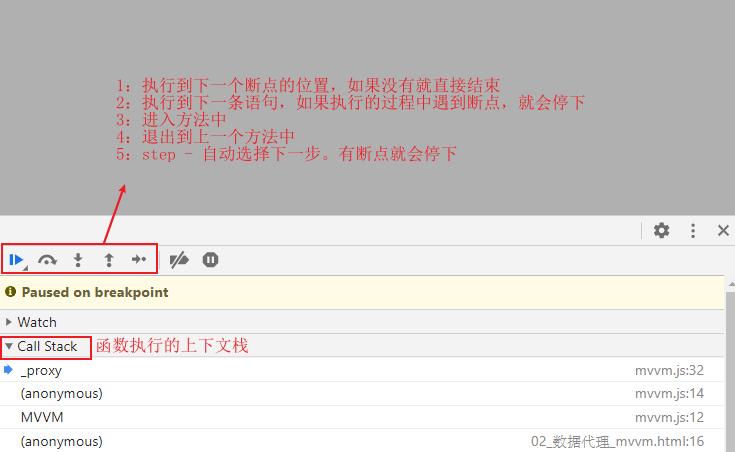 1：执行到下一个断点的位置，如果没有就直接结束
2：执行到下一条语句，如果执行的过程中遇到断点，就会停下
3：进入方法中
4：退出到上一个方法中
5：step - 自动选择下一步。有断点就会停下
Paused on breakpoint
Watch
Call Stack 函数执行的上下文栈
_proxy mvvm.js:32
(anonymous) mvvm.js:14
MVVM mvvm.js:12
(anonymous) 02_数据代理_mvvm.html:16